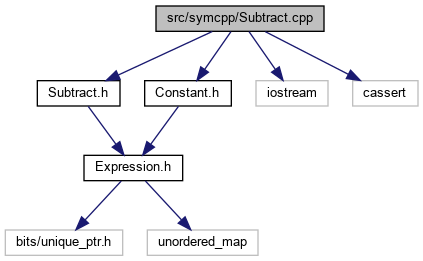 src/symcpp/Subtract.cpp
Subtract.h
Constant.h
iostream
cassert
Expression.h
bits/unique_ptr.h
unordered_map